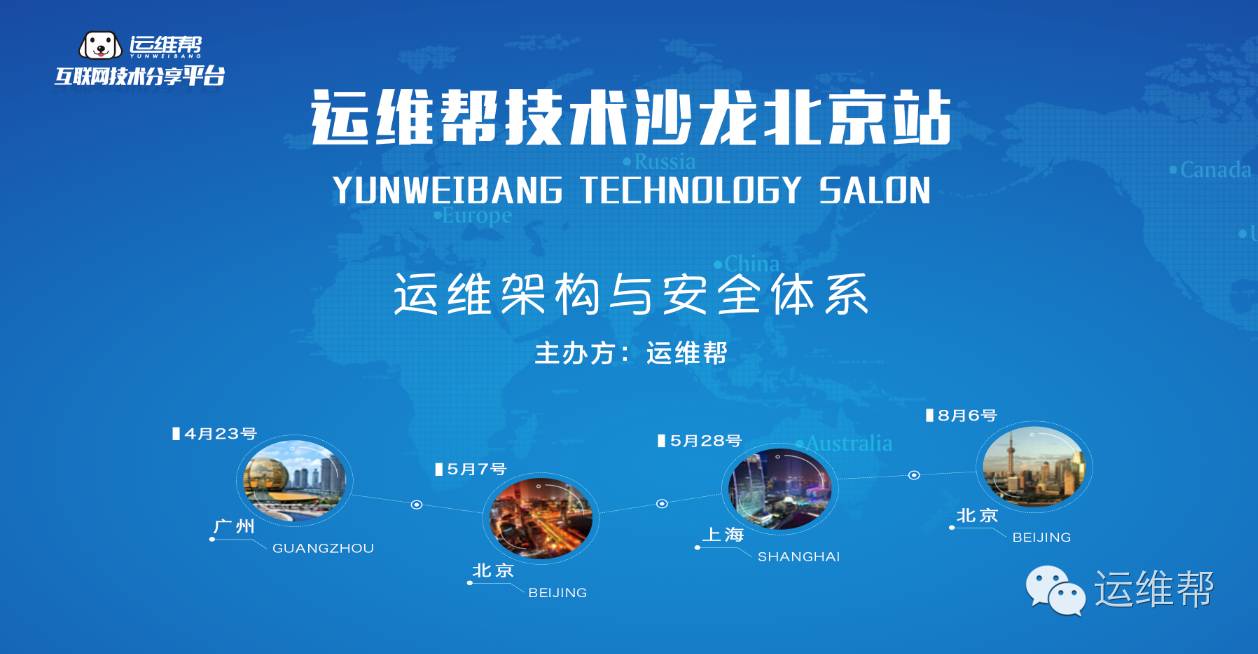 运维帮
YUNWEIBANG
互联网技术分享平台
运维帮技术沙龙北京站
Russia
Canada
YUNWEIBANG TECHNOLOGY SALON
Europe
China
运维架构与安全体系
主办方：运维帮
Australia
4月23号
广州
GUANGZHOU
5月7号
北京
BEIJING
5月28号
上海
SHANGHAI
8月6号
北京
BEIJING
运维帮